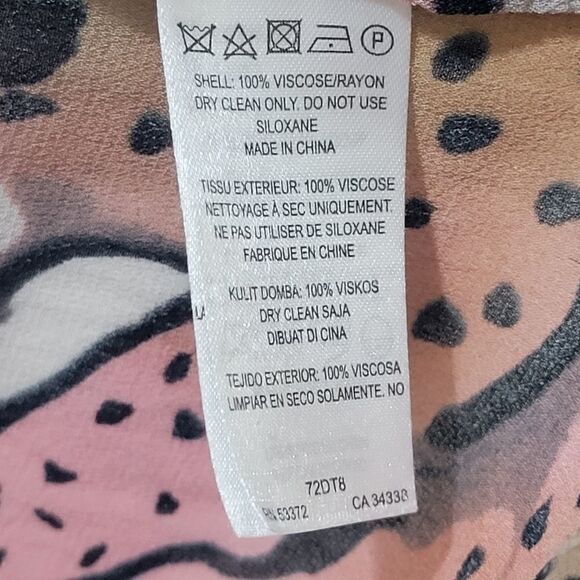 P
SHELL: 100% VISCOSE/RAYON
DRY CLEAN ONLY. DO NOT USE
SILOXANE
MADE IN CHINA
TISSU EXTERIEUR: 100% VISCOSE
NETTOYAGE À SEC UNIQUEMENT.
NE PAS UTILISER DE SILOXANE
FABRIQUE EN CHINE
KULIT DOMBA: 100% VISKOS
DRY CLEAN SAJA
DIBUAT DI CINA
TEJIDO EXTERIOR: 100% VISCOSA
LIMPIAR EN SECO SOLAMENTE. NO
72DT8
RN 53372 CA 34330